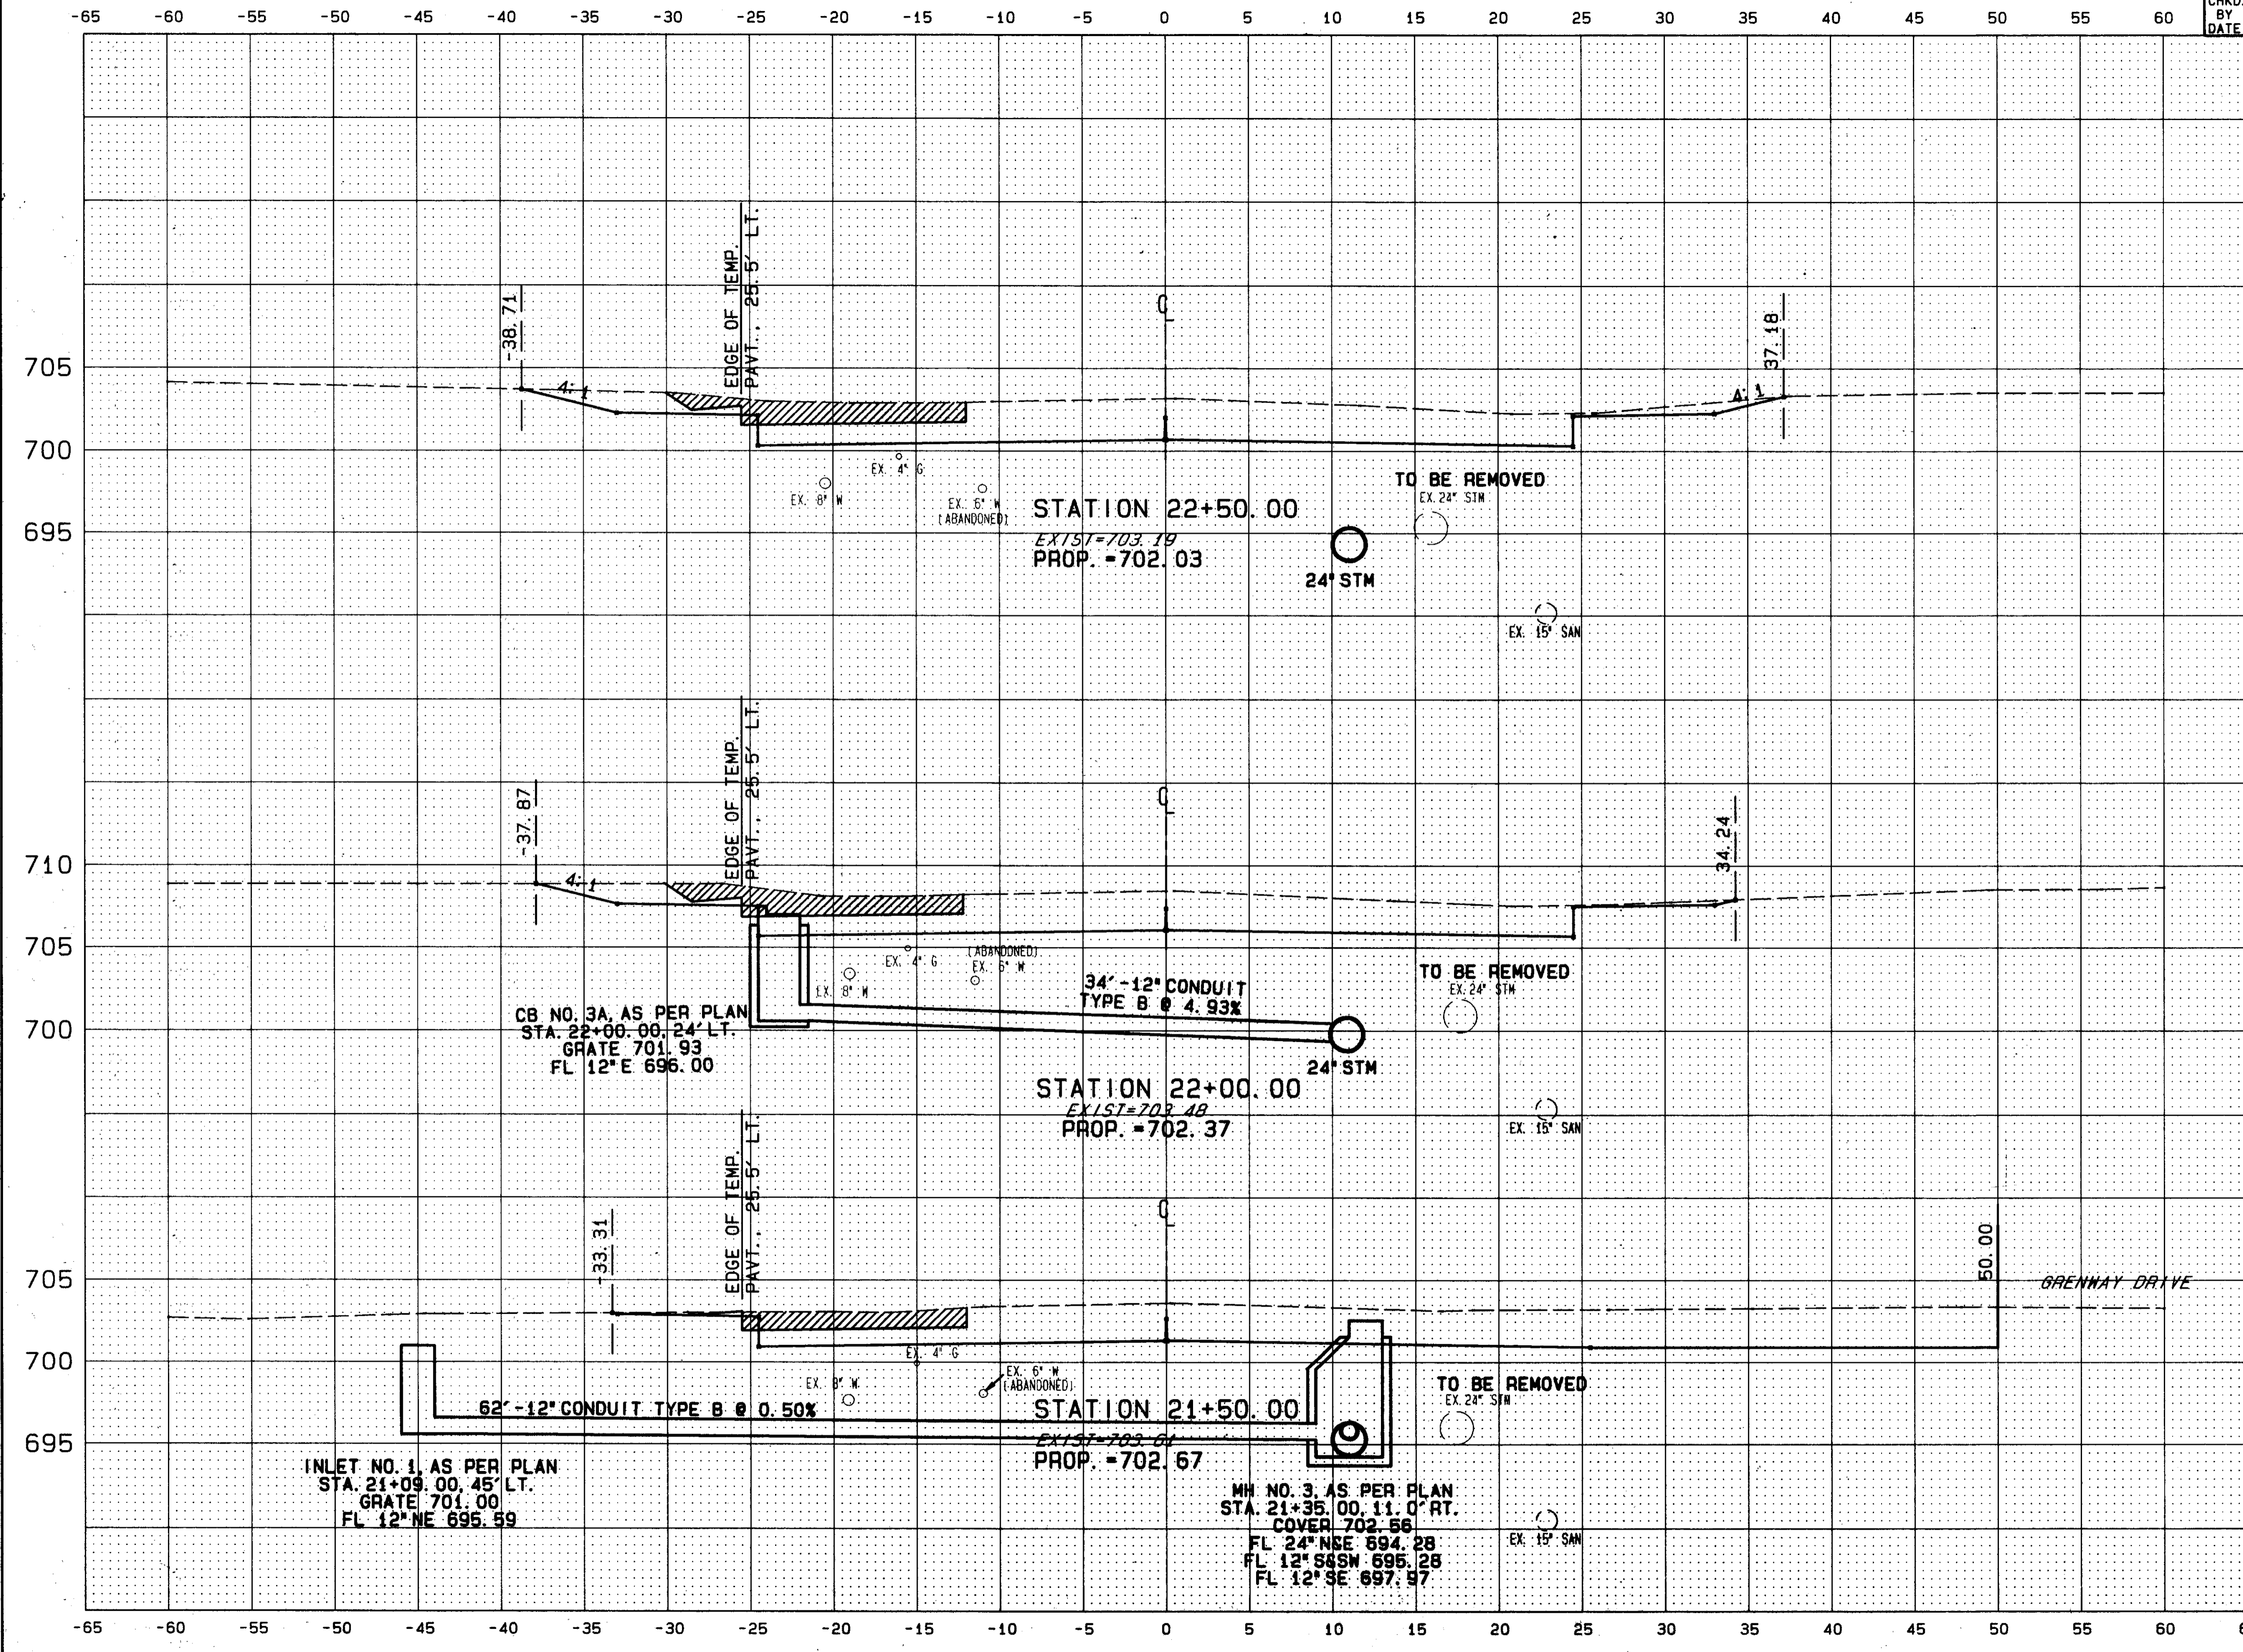 -65 -60 -55 -50 -45 -40 -35 -30 -25 -20 -15 -10 -5 0 5 10 15 20 25 30 35 40 45 50 55 60
CHKD.
BY
DATE
-38.71
EDGE OF TEMP.
PAVT., 25.5' LT.
C
L
37.18
705
4:1
4:1
700
EX. 4" G
EX. 8" W
EX. 6" W
(ABANDONED)
STATION 22+50.00
EXIST=703.19
PROP.=702.03
TO BE REMOVED
EX. 24" STM
695
24" STM
EX. 15" SAN
-37.87
EDGE OF TEMP.
PAVT., 25.5' LT.
C
L
34.24
710
4:1
705
(ABANDONED)
EX. 6" W
EX. 4" G
EX. 8" W
34'-12" CONDUIT
TYPE B @ 4.93%
TO BE REMOVED
EX. 24" STM
700
CB NO. 3A, AS PER PLAN
STA. 22+00.00, 24' LT.
GRATE 701.93
FL 12" E 696.00
24" STM
STATION 22+00.00
EXIST=703.48
PROP.=702.37
EX. 15" SAN
-33.31
EDGE OF TEMP.
PAVT., 25.5' LT.
C
L
50.00
705
GRENWAY DRIVE
700
EX. 4" G
EX. 8" W
EX. 6" W
(ABANDONED)
62'-12" CONDUIT TYPE B @ 0.50%
STATION 21+50.00
EXIST=703.61
PROP.=702.67
TO BE REMOVED
EX. 24" STM
695
INLET NO. 1, AS PER PLAN
STA. 21+09.00, 45' LT.
GRATE 701.00
FL 12" NE 695.59
MH NO. 3, AS PER PLAN
STA. 21+35.00, 11.0' RT.
COVER 702.56
FL 24" N&E 694.28
FL 12" S&SW 695.28
FL 12" SE 697.97
EX. 15" SAN
-65 -60 -55 -50 -45 -40 -35 -30 -25 -20 -15 -10 -5 0 5 10 15 20 25 30 35 40 45 50 55 60